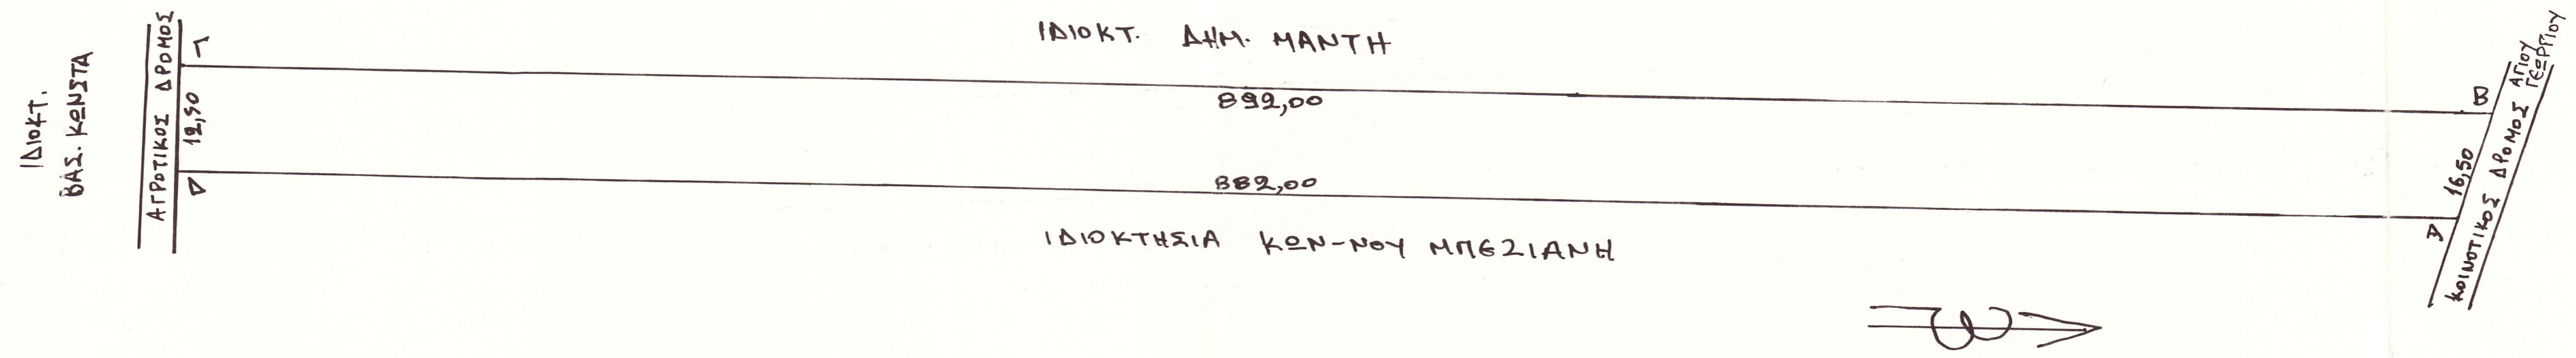 ΙΔΙΟΚΤ.
ΒΑΣ. ΚΩΝΣΤΑ
ΑΓΡΟΤΙΚΟΣ ΔΡΟΜΟΣ
Γ
12,50
Δ
ΙΔΙΟΚΤ. ΔΗΜ. ΜΑΝΤΗ
892,00
882,00
ΙΔΙΟΚΤΗΣΙΑ ΚΩΝ-ΝΟΥ ΜΠΕΖΙΑΝΗ
Β
16,50
Α
ΚΟΙΝΟΤΙΚΟΣ ΔΡΟΜΟΣ ΑΓΙΟΥ
ΓΕΩΡΓΙΟΥ